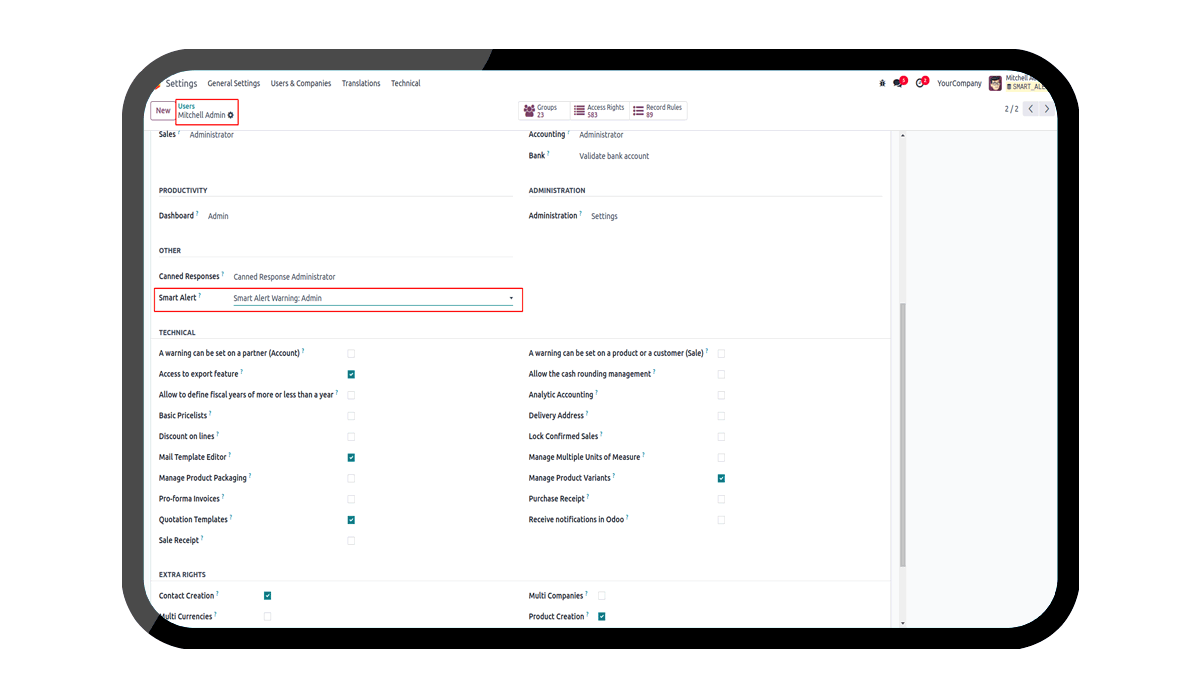 Settings General Settings Users & Companies Translations Technical 5 2 YourCompany Mitchell
SMART_ALE
New Users Groups Access Rights Record Rules
Mitchell Admin 23 583 89 2 / 2
Sales ? Administrator Accounting ? Administrator
Bank ? Validate bank account
PRODUCTIVITY ADMINISTRATION
Dashboard ? Admin Administration ? Settings
OTHER
Canned Responses ? Canned Response Administrator
Smart Alert ? Smart Alert Warning: Admin
TECHNICAL
A warning can be set on a partner (Account) ? A warning can be set on a product or a customer (Sale) ?
Access to export feature ? Allow the cash rounding management ?
Allow to define fiscal years of more or less than a year ? Analytic Accounting ?
Basic Pricelists ? Delivery Address ?
Discount on lines ? Lock Confirmed Sales ?
Mail Template Editor ? Manage Multiple Units of Measure ?
Manage Product Packaging ? Manage Product Variants ?
Pro-forma Invoices ? Purchase Receipt ?
Quotation Templates ? Receive notifications in Odoo ?
Sale Receipt ?
EXTRA RIGHTS
Contact Creation ? Multi Companies ?
Multi Currencies ? Product Creation ?